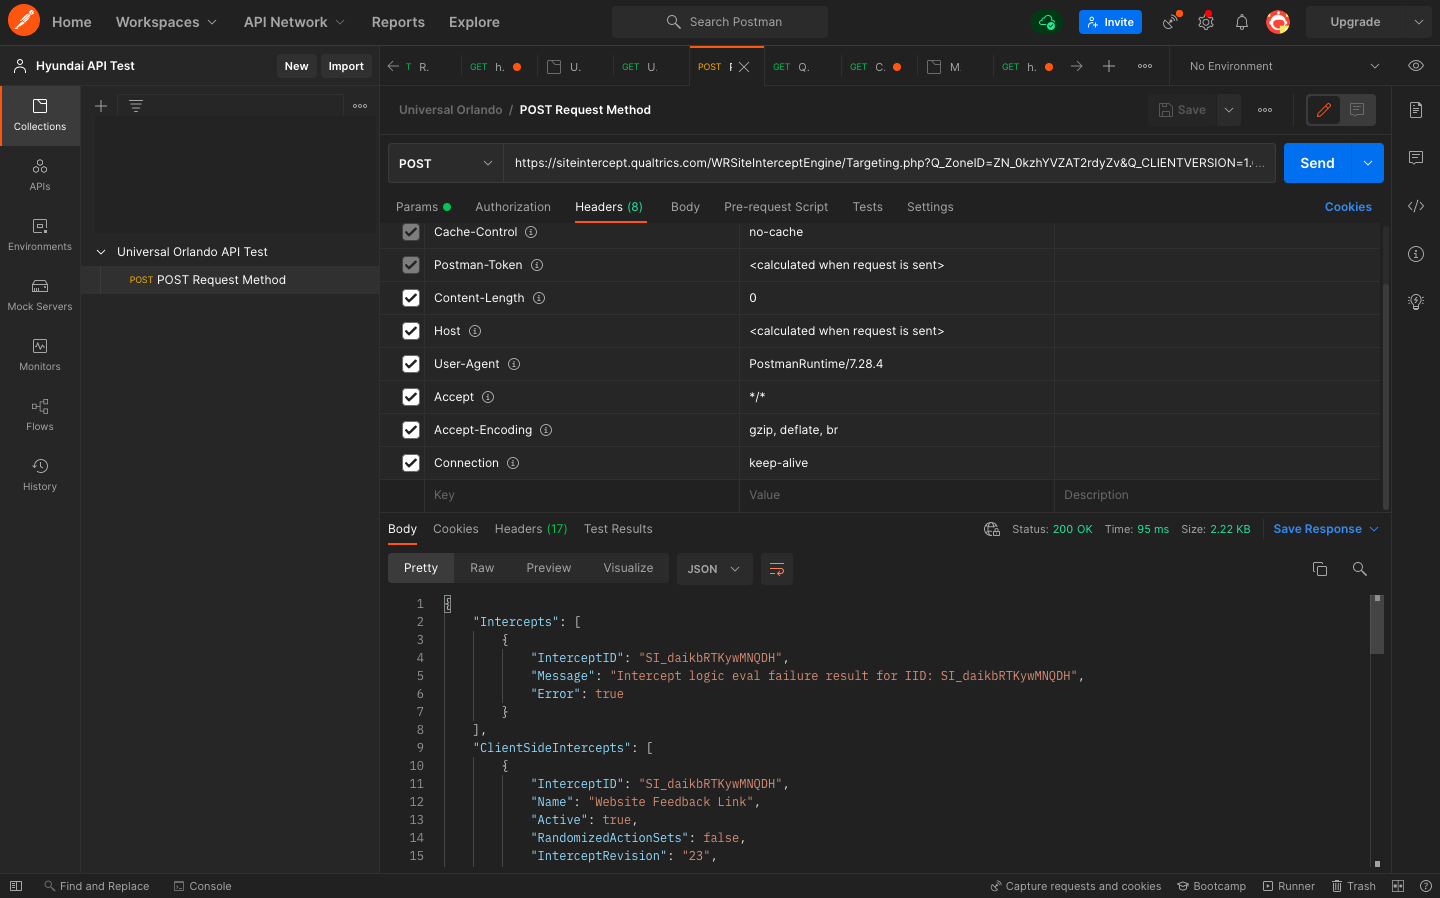 Home Workspaces API Network Reports Explore Search Postman Invite Upgrade
Hyundai API Test New Import T R. GET h. U. GET U. POST GET Q. GET C. M. GET h. No Environment
Universal Orlando / POST Request Method Save
Collections
APIs
Environments
Mock Servers
Monitors
Flows
History
Universal Orlando API Test
POST POST Request Method
POST https://siteintercept.qualtrics.com/WRSiteInterceptEngine/Targeting.php?Q_ZoneID=ZN_0kzhYVZAT2rdyZv&Q_CLIENTVERSION=1.… Send
Params Authorization Headers (8) Body Pre-request Script Tests Settings Cookies
Cache-Control no-cache
Postman-Token <calculated when request is sent>
Content-Length 0
Host <calculated when request is sent>
User-Agent PostmanRuntime/7.28.4
Accept */*
Accept-Encoding gzip, deflate, br
Connection keep-alive
Key Value Description
Body Cookies Headers (17) Test Results Status: 200 OK Time: 95 ms Size: 2.22 KB Save Response
Pretty Raw Preview Visualize JSON
1 {
2 "Intercepts": [
3 {
4 "InterceptID": "SI_daikbRTKywMNQDH",
5 "Message": "Intercept logic eval failure result for IID: SI_daikbRTKywMNQDH",
6 "Error": true
7 }
8 ],
9 "ClientSideIntercepts": [
10 {
11 "InterceptID": "SI_daikbRTKywMNQDH",
12 "Name": "Website Feedback Link",
13 "Active": true,
14 "RandomizedActionSets": false,
15 "InterceptRevision": "23",
Find and Replace Console Capture requests and cookies Bootcamp Runner Trash